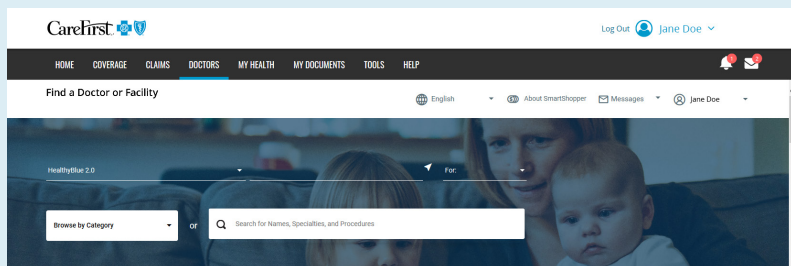 CareFirst
Log Out Jane Doe
HOME COVERAGE CLAIMS DOCTORS MY HEALTH MY DOCUMENTS TOOLS HELP
Find a Doctor or Facility
English About SmartShopper Messages Jane Doe
HealthyBlue 2.0 For:
Browse by Category or Search for Names, Specialties, and Procedures